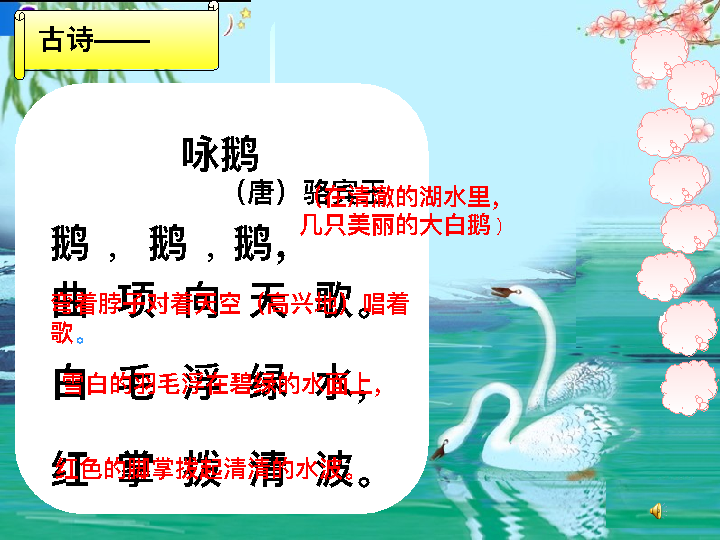 古诗——
咏鹅
（唐）骆宾王
（在清澈的湖水里，
几只美丽的大白鹅）
鹅，鹅，鹅，
曲项向天歌。
弯着脖子对着天空（高兴地）唱着
歌。
白毛浮绿水，
雪白的羽毛浮在碧绿的水面上，
红掌拨清波。
红色的脚掌拨起清清的水波。